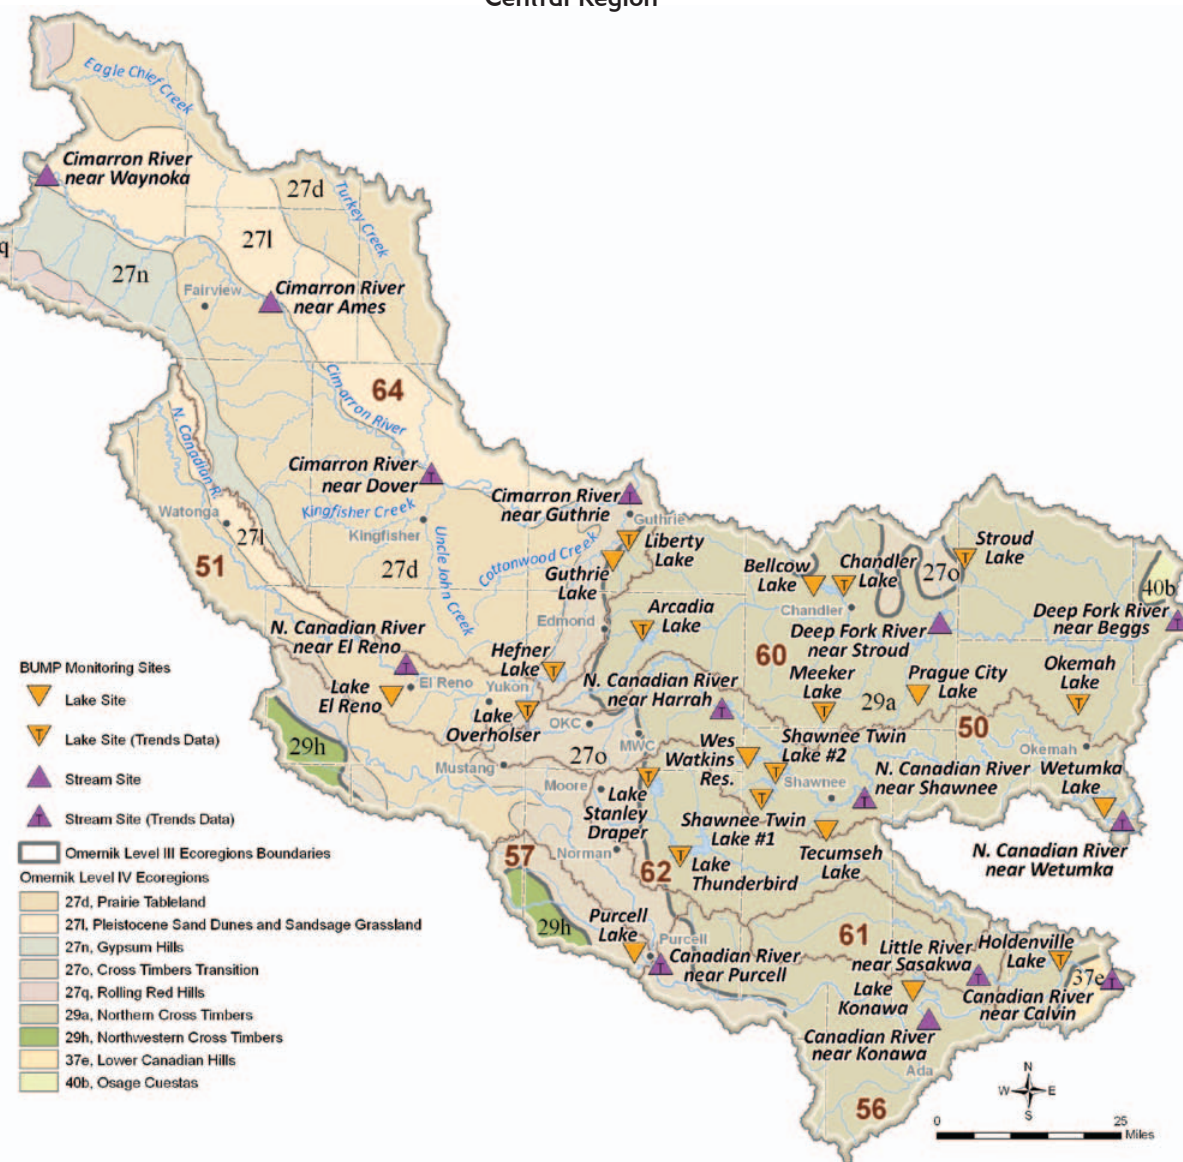 Central Region
Eagle Chief Creek
Cimarron River
near Waynoka
27d
Turkey Creek
27l
q
27n
Fairview
Cimarron River
near Ames
64
Cimarron River
N. Canadian R.
Cimarron River
near Dover
Cimarron River
near Guthrie
Kingfisher Creek
Watonga
Kingfisher
Guthrie
27l
51
27d
Uncle John Creek
Cottonwood Creek
Liberty
Lake
Guthrie
Lake
Bellcow
Lake
Chandler
Lake
27o
Stroud
Lake
40b
Chandler
Arcadia
Lake
Edmond
Deep Fork River
near Beggs
Deep Fork River
near Stroud
N. Canadian River
near El Reno
Hefner
Lake
60
Meeker
Lake
Prague City
Lake
Okemah
Lake
29a
N. Canadian River
near Harrah
El Reno
Lake
El Reno
Yukon
Lake
Overholser
OKC
50
29h
27o
MWC
Wes
Watkins
Res.
Shawnee Twin
Lake #2
Okemah
Mustang
Moore
Shawnee
N. Canadian River
near Shawnee
Wetumka
Lake
Lake
Stanley
Draper
Shawnee Twin
Lake #1
Tecumseh
Lake
N. Canadian River
near Wetumka
57
Norman
62
Lake
Thunderbird
29h
Purcell
Lake
Purcell
Canadian River
near Purcell
61
Little River
near Sasakwa
Holdenville
Lake
37e
Lake
Konawa
Canadian River
near Calvin
Canadian River
near Konawa
Ada
56
BUMP Monitoring Sites
Lake Site
T
Lake Site (Trends Data)
Stream Site
T
Stream Site (Trends Data)
Omernik Level III Ecoregions Boundaries
Omernik Level IV Ecoregions
27d, Prairie Tableland
27l, Pleistocene Sand Dunes and Sandsage Grassland
27n, Gypsum Hills
27o, Cross Timbers Transition
27q, Rolling Red Hills
29a, Northern Cross Timbers
29h, Northwestern Cross Timbers
37e, Lower Canadian Hills
40b, Osage Cuestas
N
W E
S
0 25
Miles